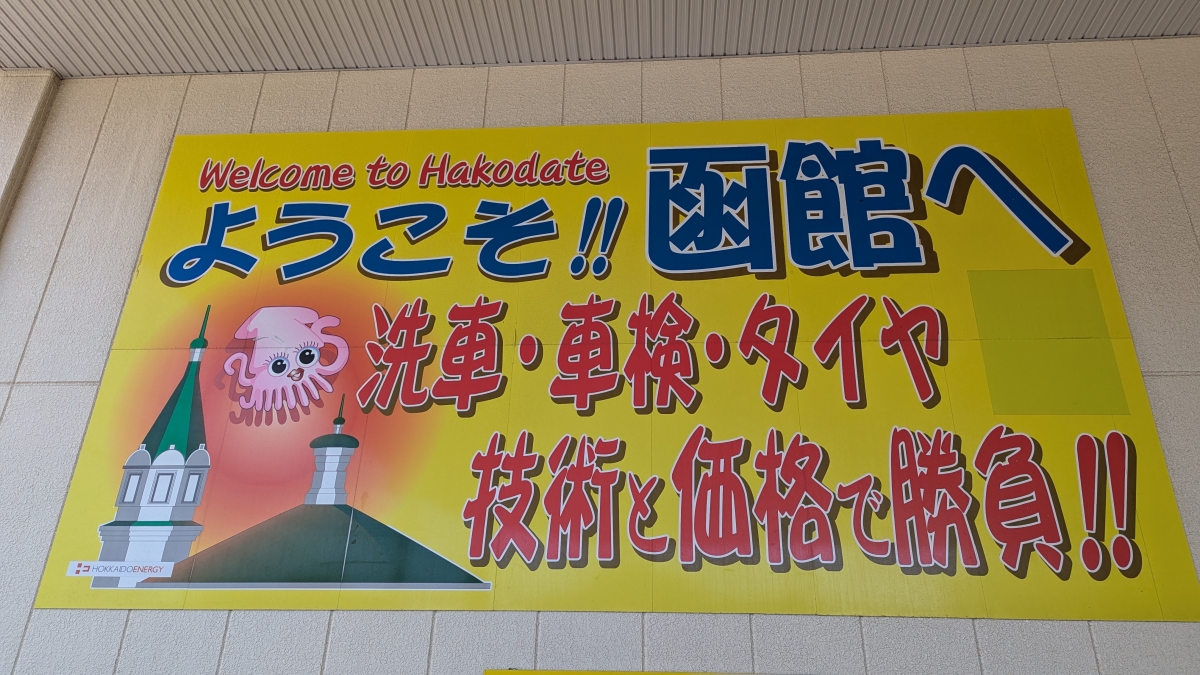 Welcome to Hakodate
ようこそ!! 函館へ
洗車・車検・タイヤ
技術と価格で勝負!!
HOKKAIDOENERGY